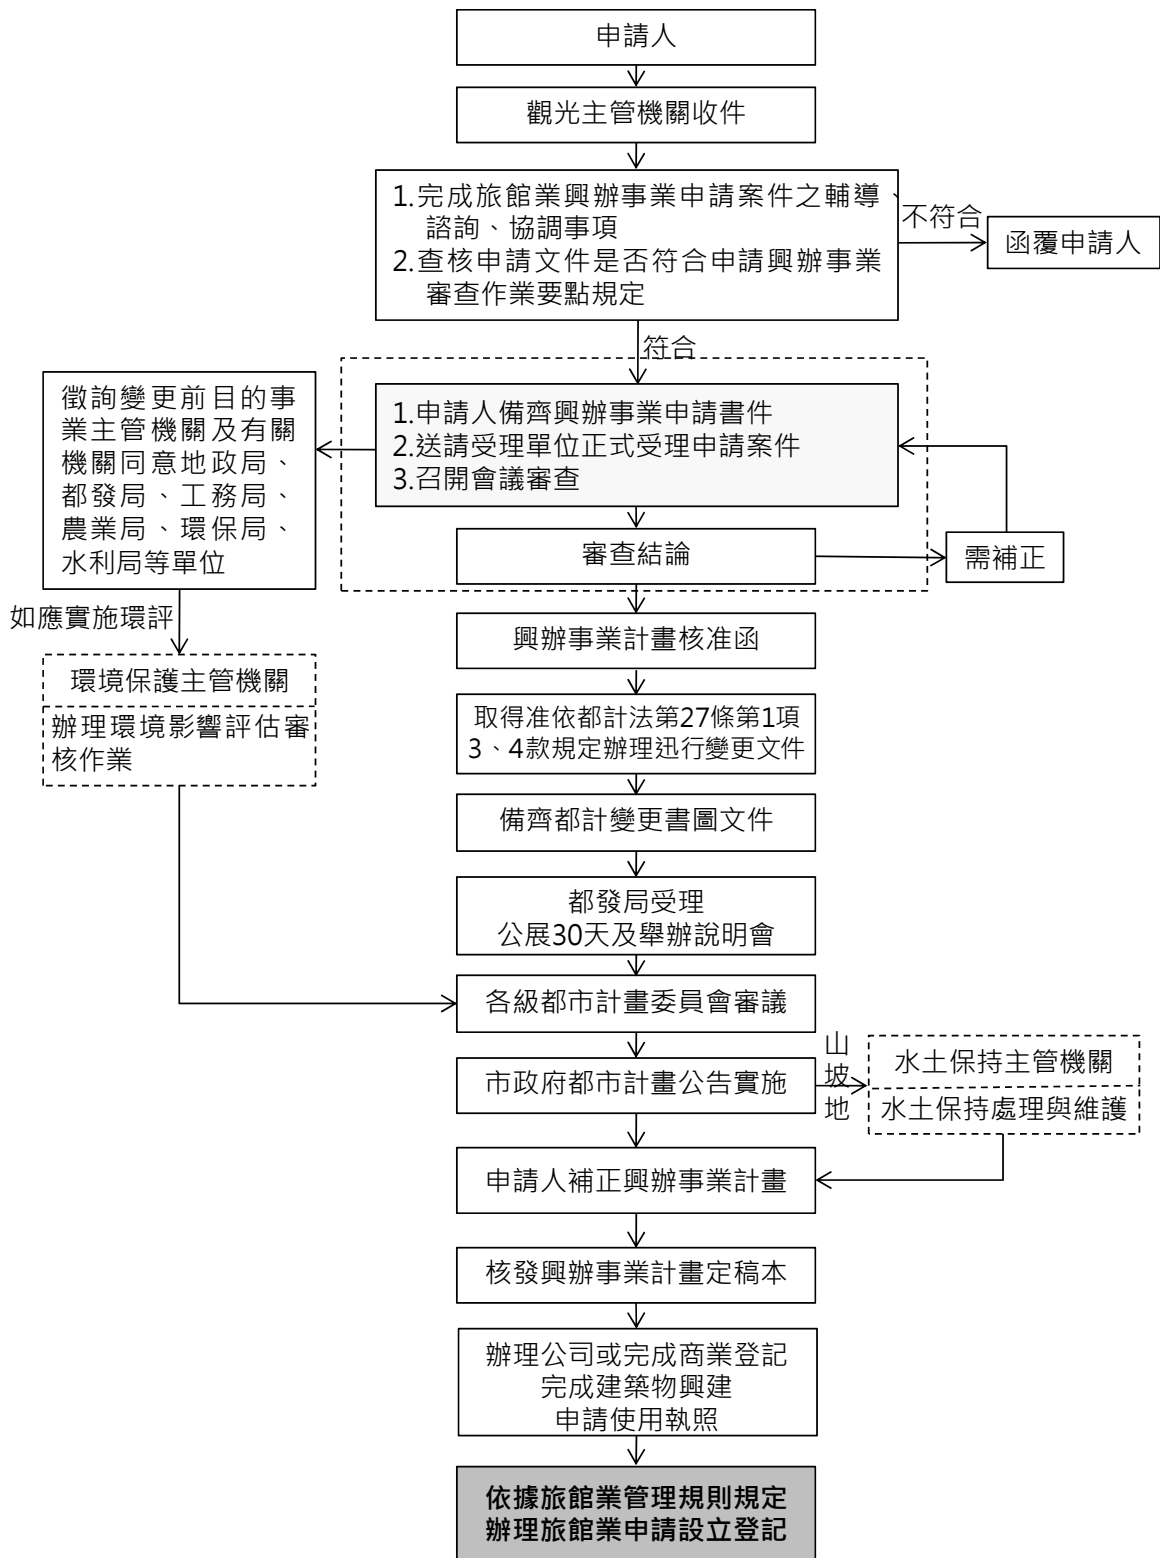 申請人
觀光主管機關收件
1.完成旅館業興辦事業申請案件之輔導、
諮詢、協調事項
2.查核申請文件是否符合申請興辦事業
審查作業要點規定
不符合
函覆申請人
符合
1.申請人備齊興辦事業申請書件
2.送請受理單位正式受理申請案件
3.召開會議審查
徵詢變更前目的事
業主管機關及有關
機關同意地政局、
都發局、工務局、
農業局、環保局、
水利局等單位
審查結論
需補正
如應實施環評
環境保護主管機關
辦理環境影響評估審
核作業
興辦事業計畫核准函
取得准依都計法第27條第1項
3、4款規定辦理迅行變更文件
備齊都計變更書圖文件
都發局受理
公展30天及舉辦說明會
各級都市計畫委員會審議
市政府都市計畫公告實施
山
坡
地
水土保持主管機關
水土保持處理與維護
申請人補正興辦事業計畫
核發興辦事業計畫定稿本
辦理公司或完成商業登記
完成建築物興建
申請使用執照
依據旅館業管理規則規定
辦理旅館業申請設立登記